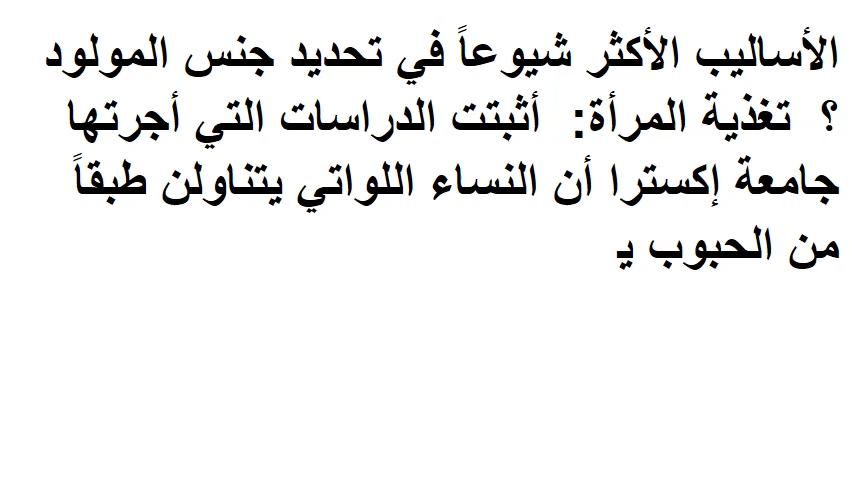 الأساليب الأكثر شيوعاً في تحديد جنس المولود
؟ تغذية المرأة: أثبتت الدراسات التي أجرتها
جامعة إكسترا أن النساء اللواتي يتناولن طبقاً
من الحبوب يـ